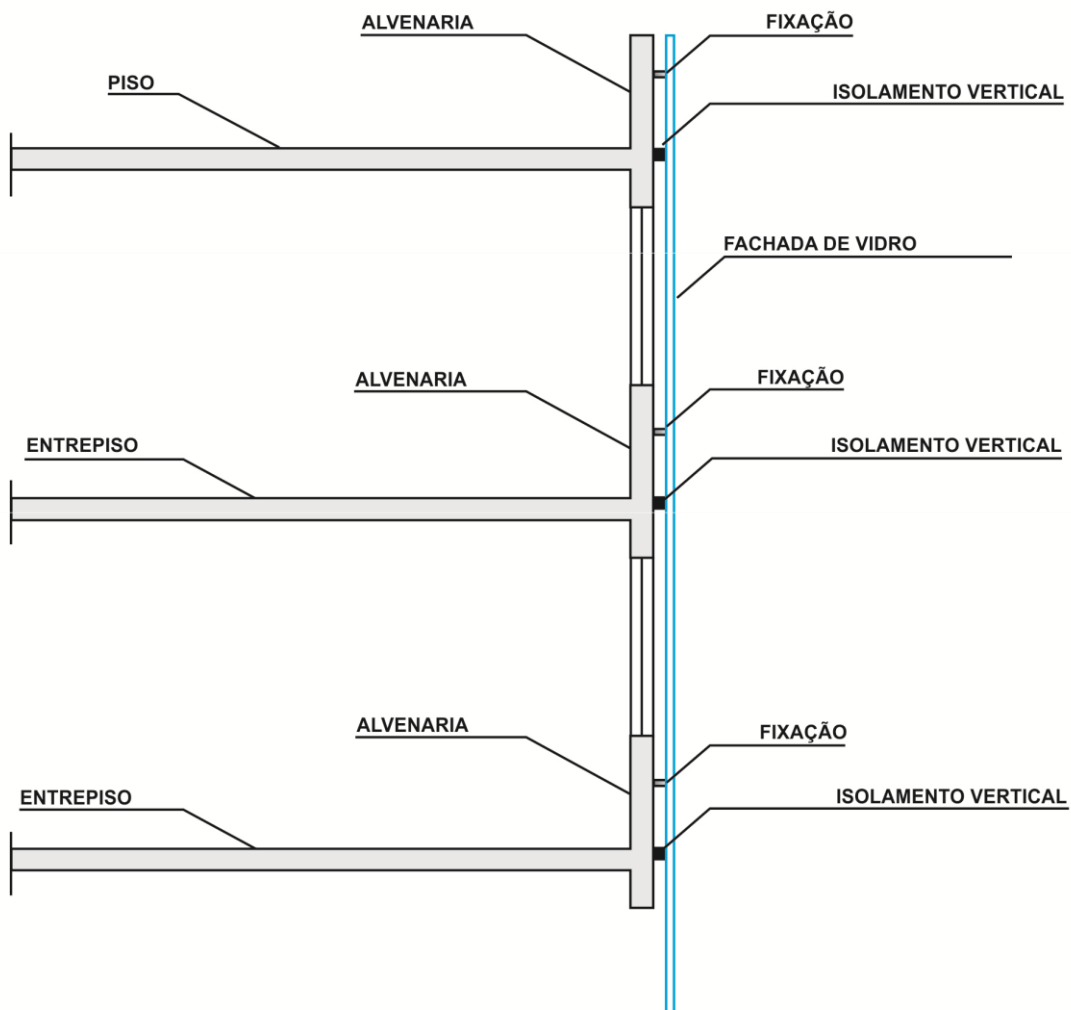 ALVENARIA
FIXAÇÃO
PISO
ISOLAMENTO VERTICAL
FACHADA DE VIDRO
ALVENARIA
FIXAÇÃO
ENTREPISO
ISOLAMENTO VERTICAL
ALVENARIA
FIXAÇÃO
ENTREPISO
ISOLAMENTO VERTICAL